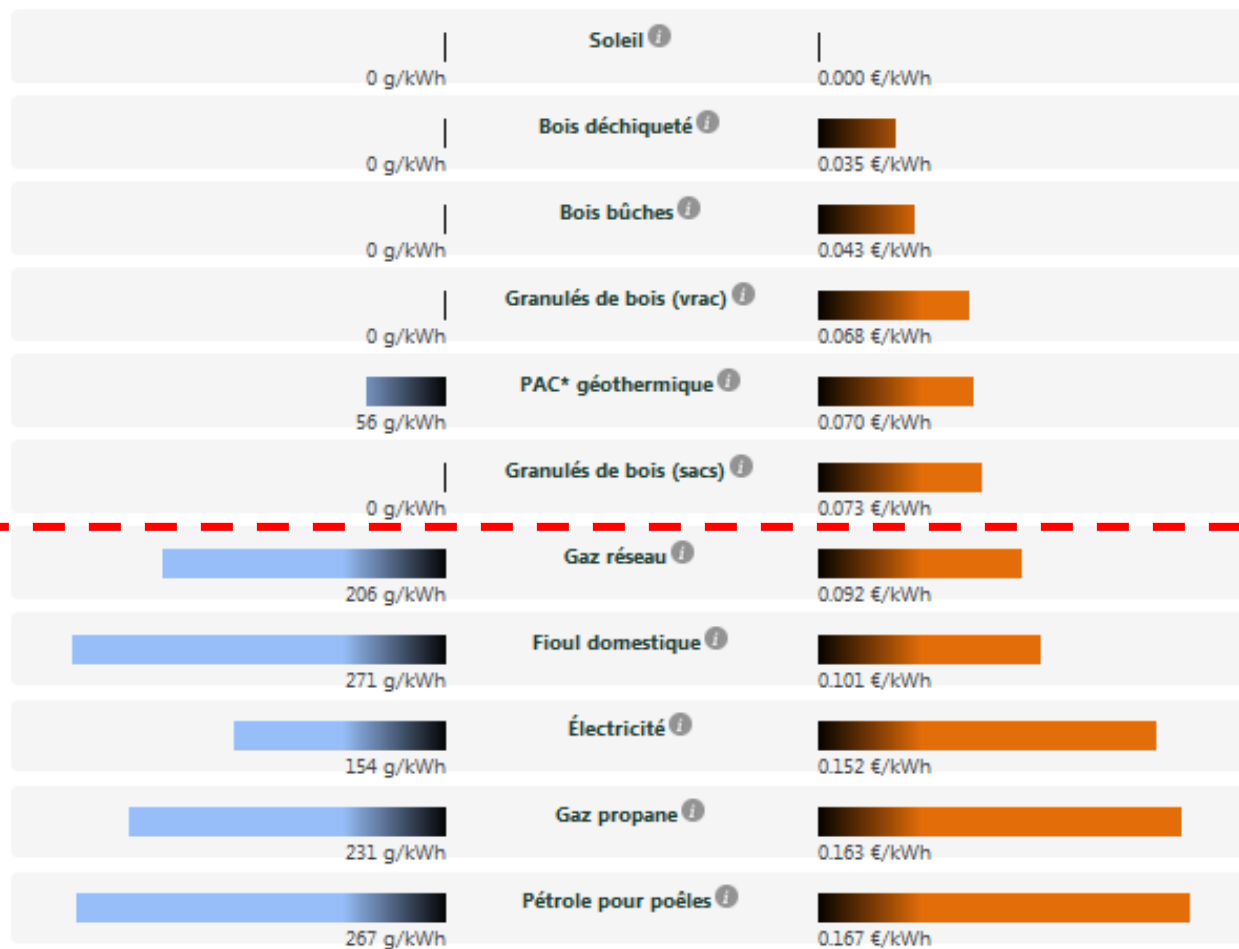 Soleil i
0 g/kWh 0.000 €/kWh
Bois déchiqueté i
0 g/kWh 0.035 €/kWh
Bois bûches i
0 g/kWh 0.043 €/kWh
Granulés de bois (vrac) i
0 g/kWh 0.068 €/kWh
PAC* géothermique i
56 g/kWh 0.070 €/kWh
Granulés de bois (sacs) i
0 g/kWh 0.073 €/kWh
Gaz réseau i
206 g/kWh 0.092 €/kWh
Fioul domestique i
271 g/kWh 0.101 €/kWh
Électricité i
154 g/kWh 0.152 €/kWh
Gaz propane i
231 g/kWh 0.163 €/kWh
Pétrole pour poêles i
267 g/kWh 0.167 €/kWh